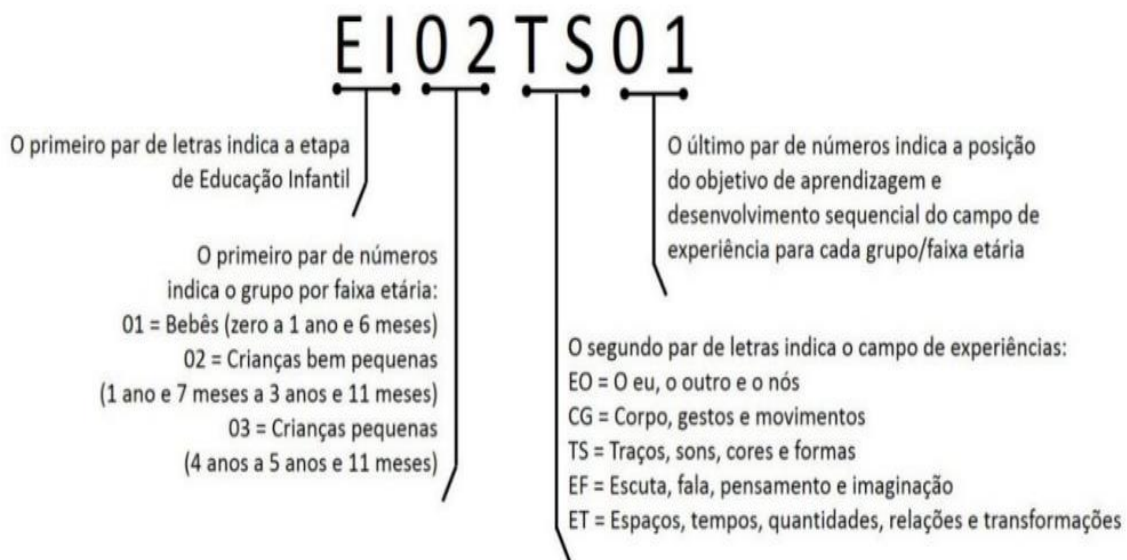 EI02TS01
O primeiro par de letras indica a etapa
de Educação Infantil
O primeiro par de números
indica o grupo por faixa etária:
01 = Bebês (zero a 1 ano e 6 meses)
02 = Crianças bem pequenas
(1 ano e 7 meses a 3 anos e 11 meses)
03 = Crianças pequenas
(4 anos a 5 anos e 11 meses)
O último par de números indica a posição
do objetivo de aprendizagem e
desenvolvimento sequencial do campo de
experiência para cada grupo/faixa etária
O segundo par de letras indica o campo de experiências:
EO = O eu, o outro e o nós
CG = Corpo, gestos e movimentos
TS = Traços, sons, cores e formas
EF = Escuta, fala, pensamento e imaginação
ET = Espaços, tempos, quantidades, relações e transformações